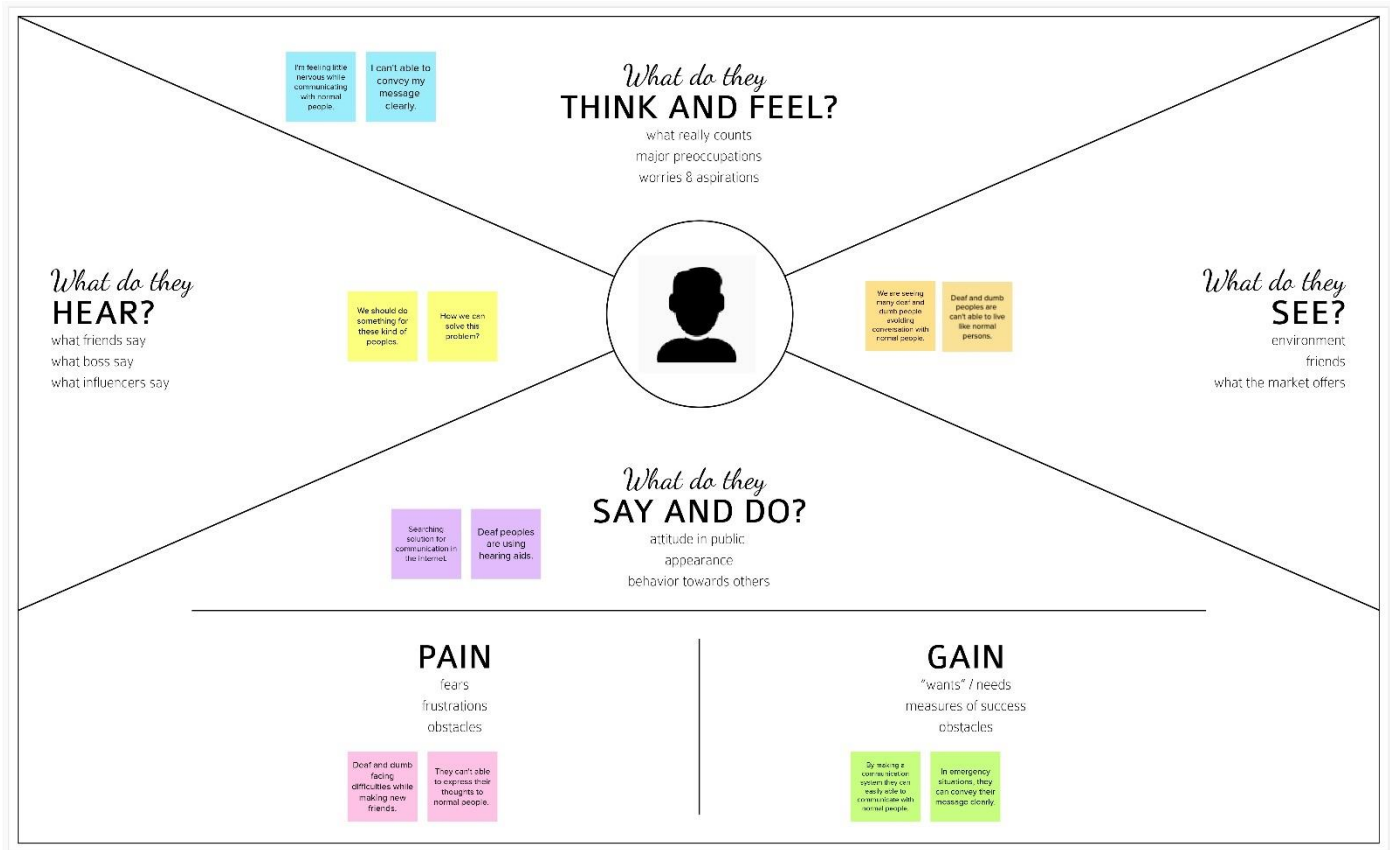 I'm feeling little
nervous while
communicating
with normal
people.
I can't able to
convey my
message
clearly.
What do they
THINK AND FEEL?
what really counts
major preoccupations
worries & aspirations
What do they
HEAR?
what friends say
what boss say
what influencers say
We should do
something for
these kind of
peoples.
How we can
solve this
problem?
We are seeing
many deaf and
dumb people
avoiding
conversation with
normal people.
Deaf and dumb
peoples are
can't able to live
like normal
persons.
What do they
SEE?
environment
friends
what the market offers
What do they
SAY AND DO?
attitude in public
appearance
behavior towards others
Searching
solution for
communication in
the internet.
Deaf peoples
are using
hearing aids.
PAIN
fears
frustrations
obstacles
Deaf and dumb
facing
difficulties while
making new
friends.
They can't able
to express their
thoughts to
normal people.
GAIN
"wants" / needs
measures of success
obstacles
By making a
communication
system they can
easily able to
communicate with
normal people.
In emergency
situations, they
can convey their
message clearly.